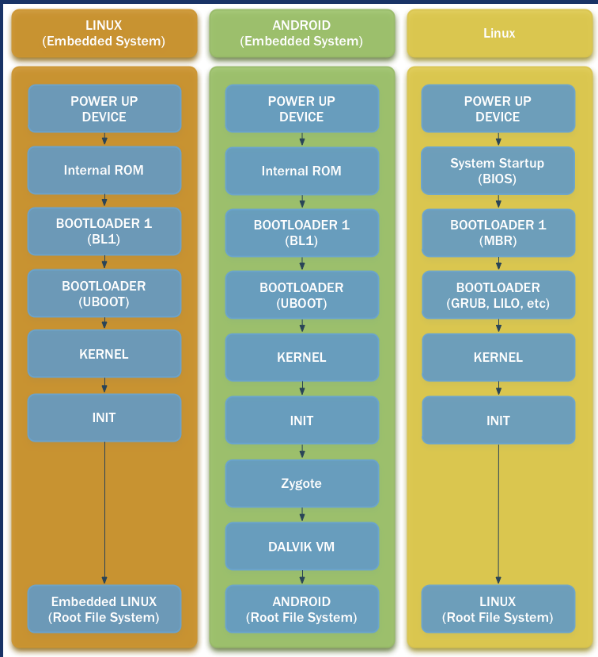 LINUX
(Embedded System)
POWER UP
DEVICE
Internal ROM
BOOTLOADER 1
(BL1)
BOOTLOADER
(UBOOT)
KERNEL
INIT
Embedded LINUX
(Root File System)
ANDROID
(Embedded System)
POWER UP
DEVICE
Internal ROM
BOOTLOADER 1
(BL1)
BOOTLOADER
(UBOOT)
KERNEL
INIT
Zygote
DALVIK VM
ANDROID
(Root File System)
Linux
POWER UP
DEVICE
System Startup
(BIOS)
BOOTLOADER 1
(MBR)
BOOTLOADER
(GRUB, LILO, etc)
KERNEL
INIT
LINUX
(Root File System)